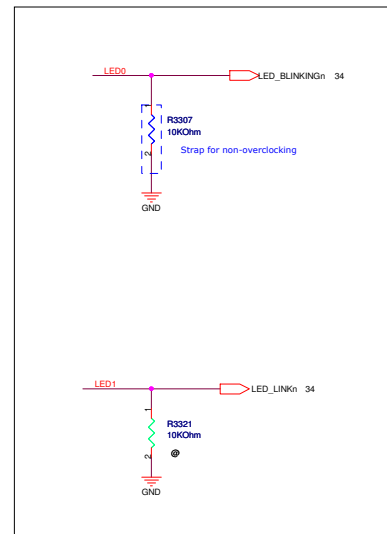 LED0
LED_BLINKINGn 34
1
R3307
10KOhm
2
Strap for non-overclocking
GND
LED1
LED_LINKn 34
1
R3321
10KOhm
2
@
GND